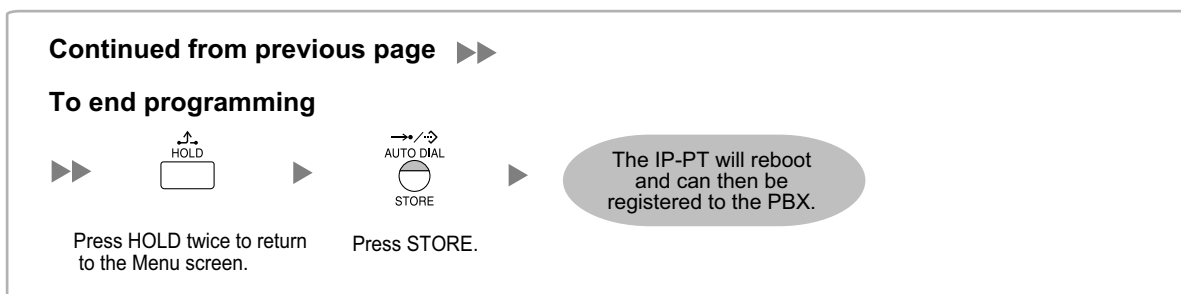 Continued from previous page
To end programming
HOLD
AUTO DIAL
STORE
The IP-PT will reboot
and can then be
registered to the PBX.
Press HOLD twice to return
to the Menu screen.
Press STORE.